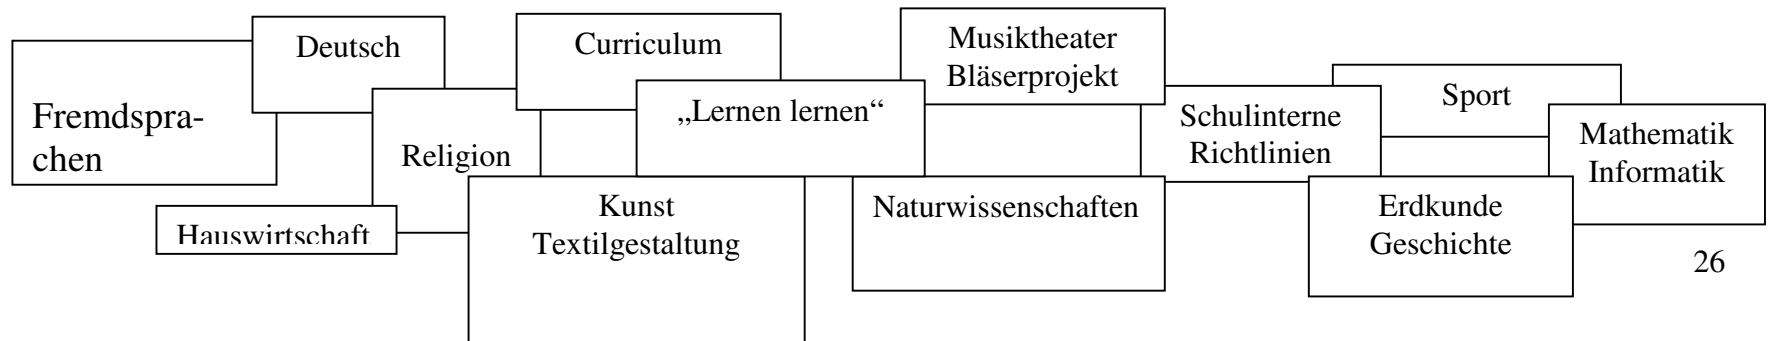 Fremdspra-
chen
Deutsch
Religion
Hauswirtschaft
Curriculum
„Lernen lernen“
Kunst
Textilgestaltung
Musiktheater
Bläserprojekt
Naturwissenschaften
Schulinterne
Richtlinien
Sport
Erdkunde
Geschichte
Mathematik
Informatik
26